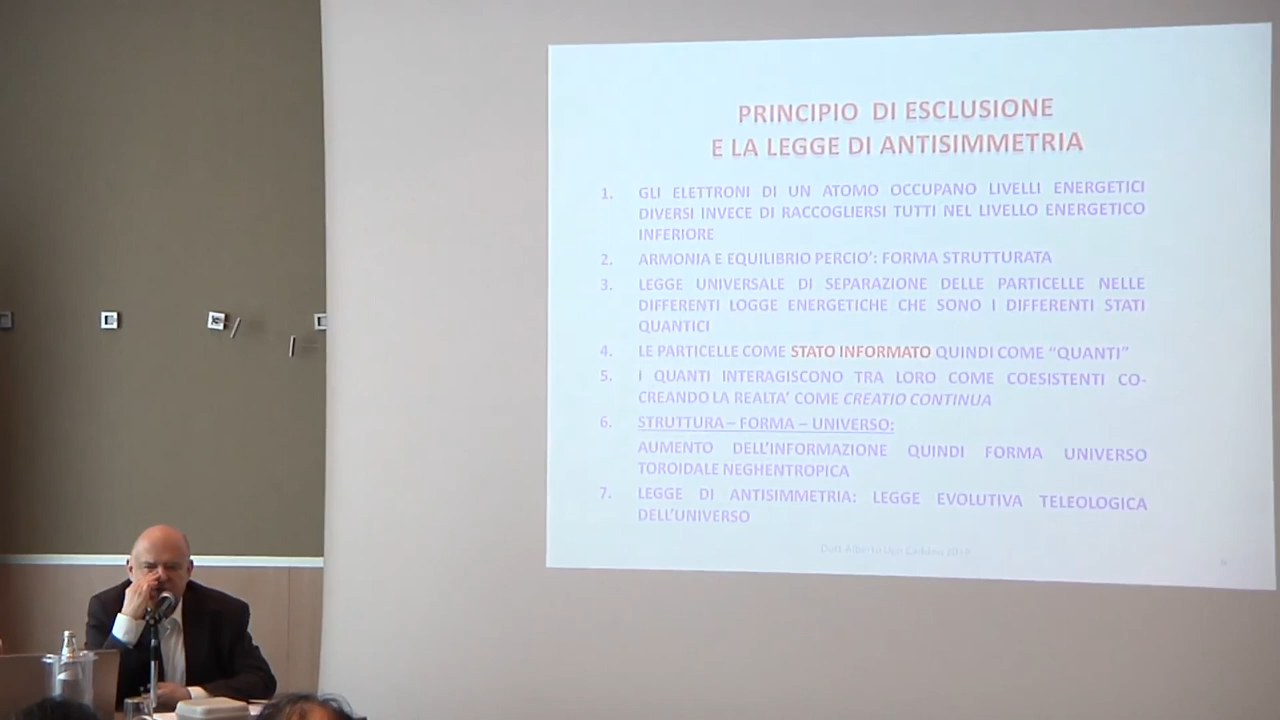 PRINCIPIO DI ESCLUSIONE
E LA LEGGE DI ANTISIMMETRIA
1. GLI ELETTRONI DI UN ATOMO OCCUPANO LIVELLI ENERGETICI
DIVERSI INVECE DI RACCOGLIERSI TUTTI NEL LIVELLO ENERGETICO
INFERIORE
2. ARMONIA E EQUILIBRIO PERCIO': FORMA STRUTTURATA
3. LEGGE UNIVERSALE DI SEPARAZIONE DELLE PARTICELLE NELLE
DIFFERENTI LOGGE ENERGETICHE CHE SONO I DIFFERENTI STATI
QUANTICI
4. LE PARTICELLE COME STATO INFORMATO QUINDI COME “QUANTI”
5. I QUANTI INTERAGISCONO TRA LORO COME COESISTENTI CO-
CREANDO LA REALTA' COME CREATIO CONTINUA
6. STRUTTURA – FORMA – UNIVERSO:
AUMENTO DELL'INFORMAZIONE QUINDI FORMA UNIVERSO
TOROIDALE NEGHENTROPICA
7. LEGGE DI ANTISIMMETRIA: LEGGE EVOLUTIVA TELEOLOGICA
DELL'UNIVERSO
Dott. Alberto Ugo